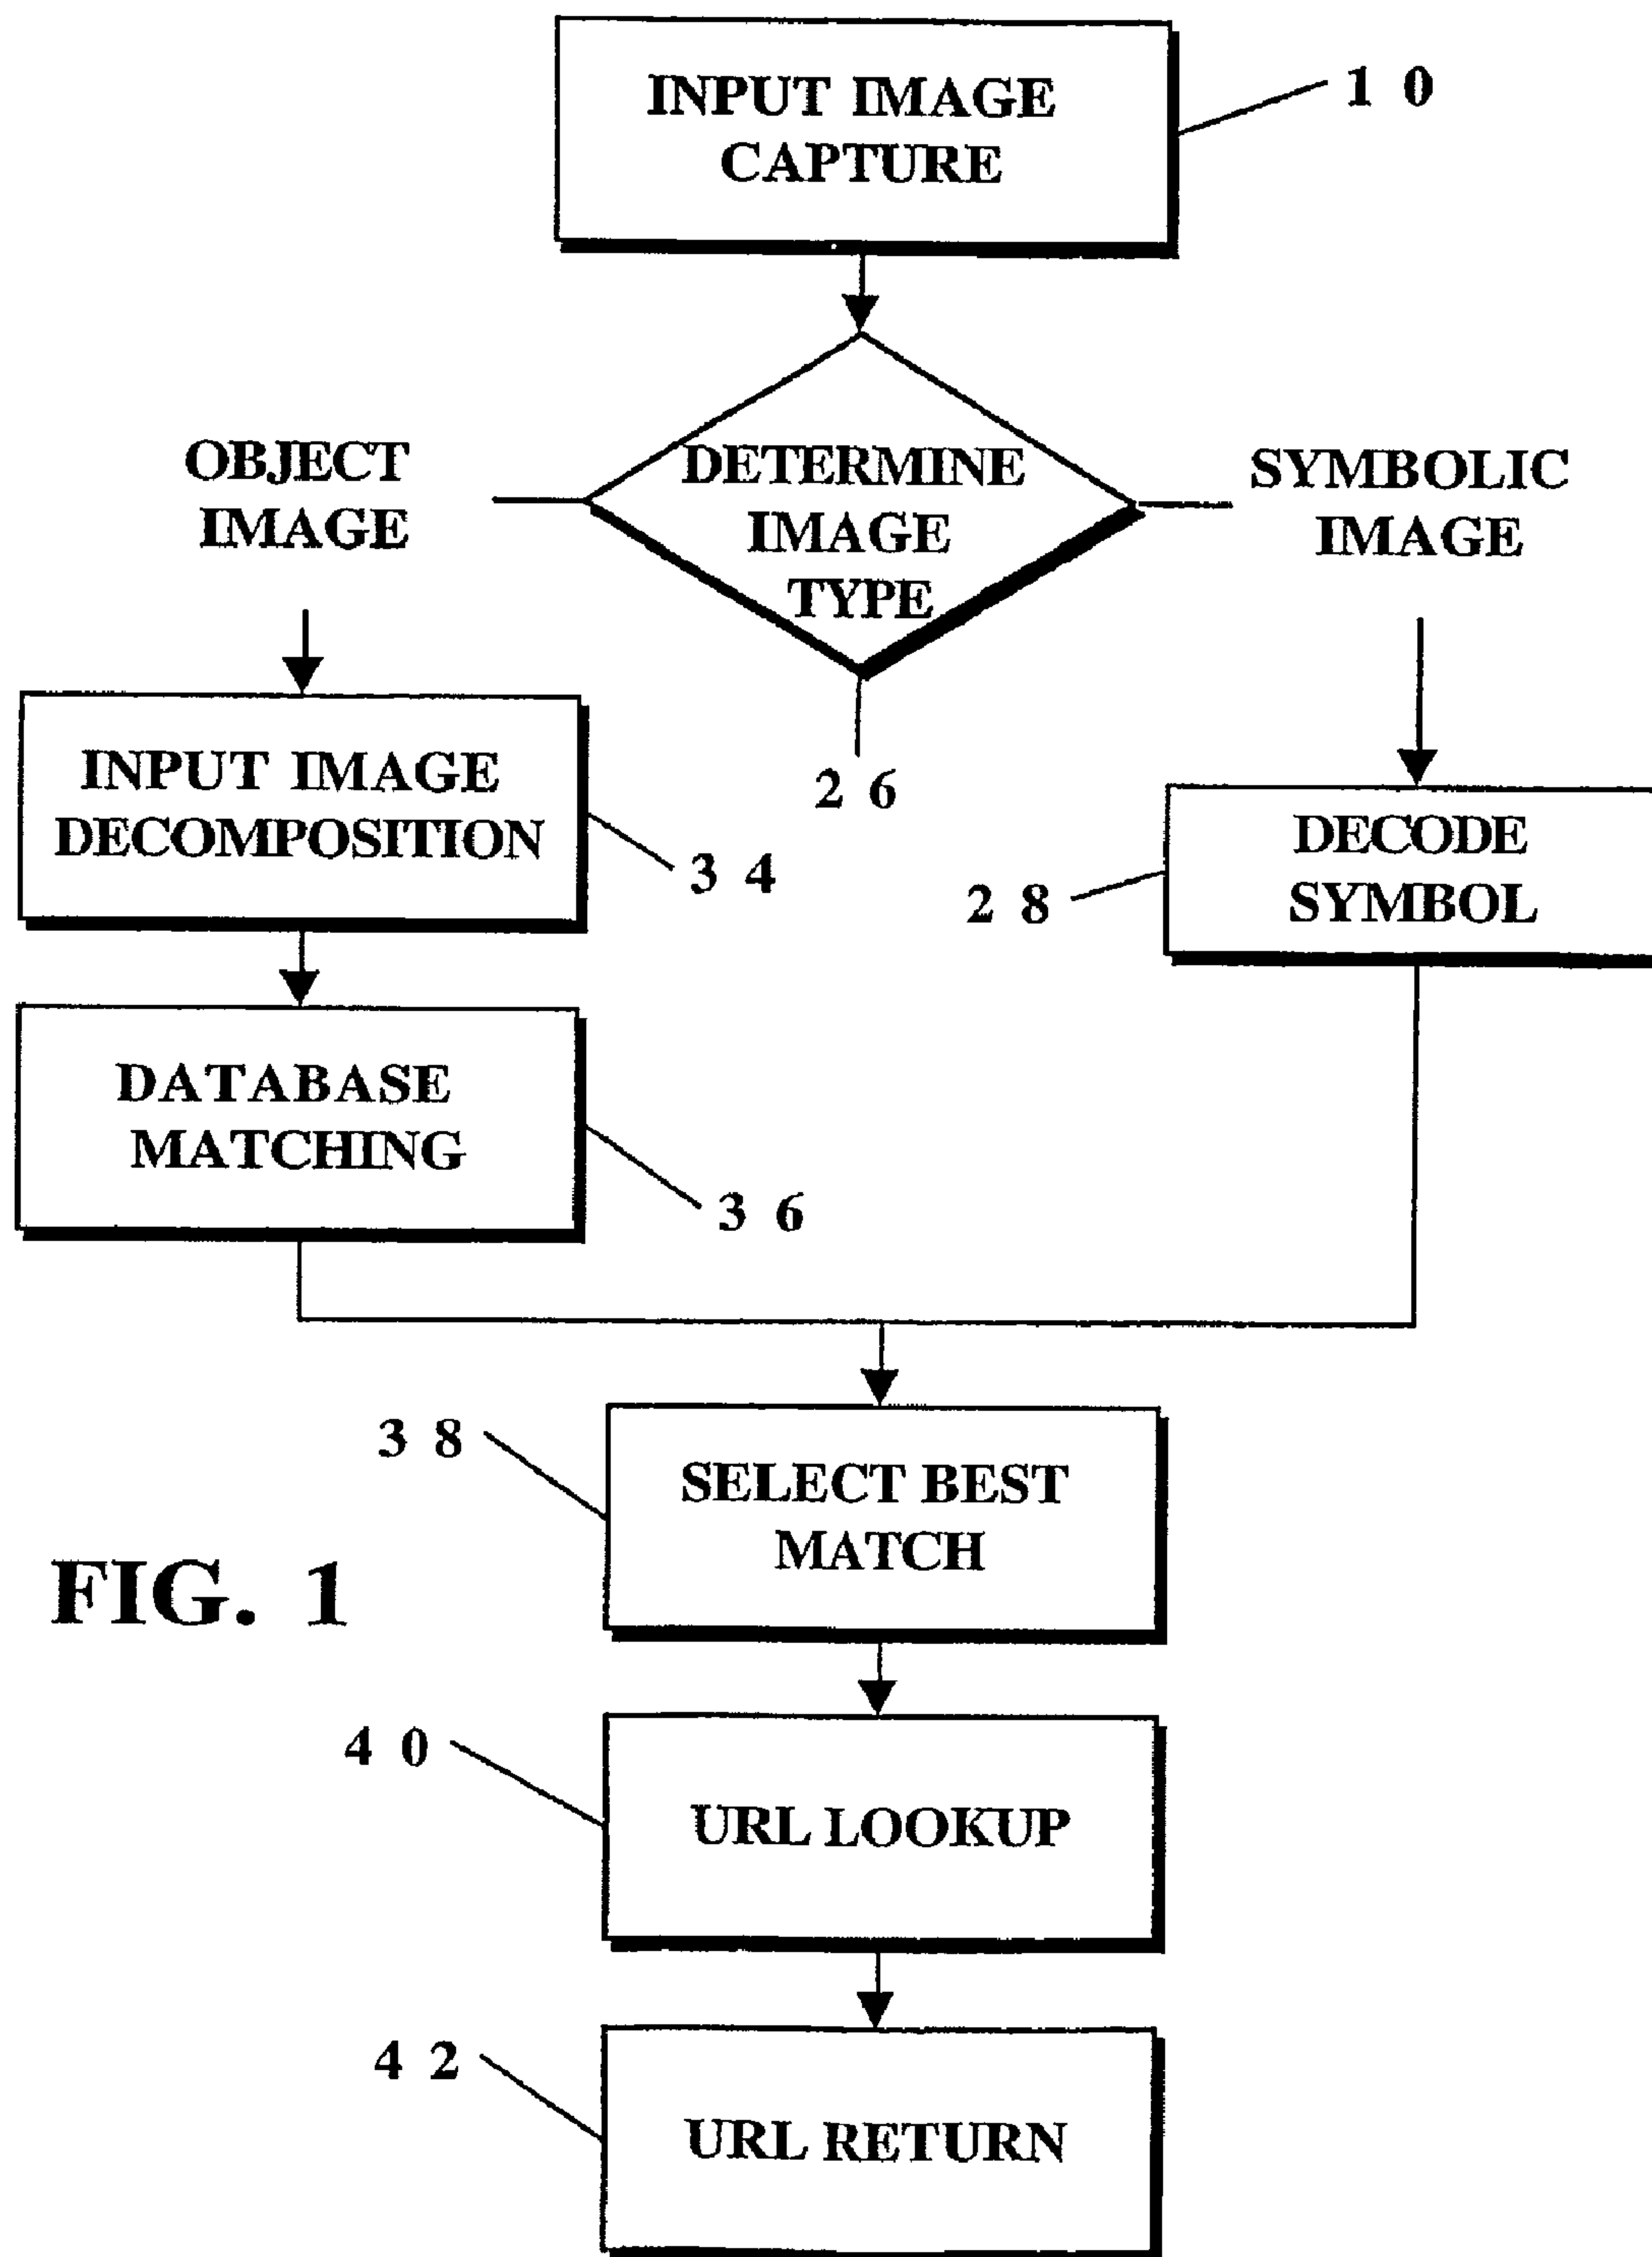 INPUT IMAGE
CAPTURE
10
OBJECT
IMAGE
DETERMINE
IMAGE
TYPE
SYMBOLIC
IMAGE
26
INPUT IMAGE
DECOMPOSITION
34
DECODE
SYMBOL
28
DATABASE
MATCHING
36
38
SELECT BEST
MATCH
FIG. 1
40
URL LOOKUP
42
URL RETURN